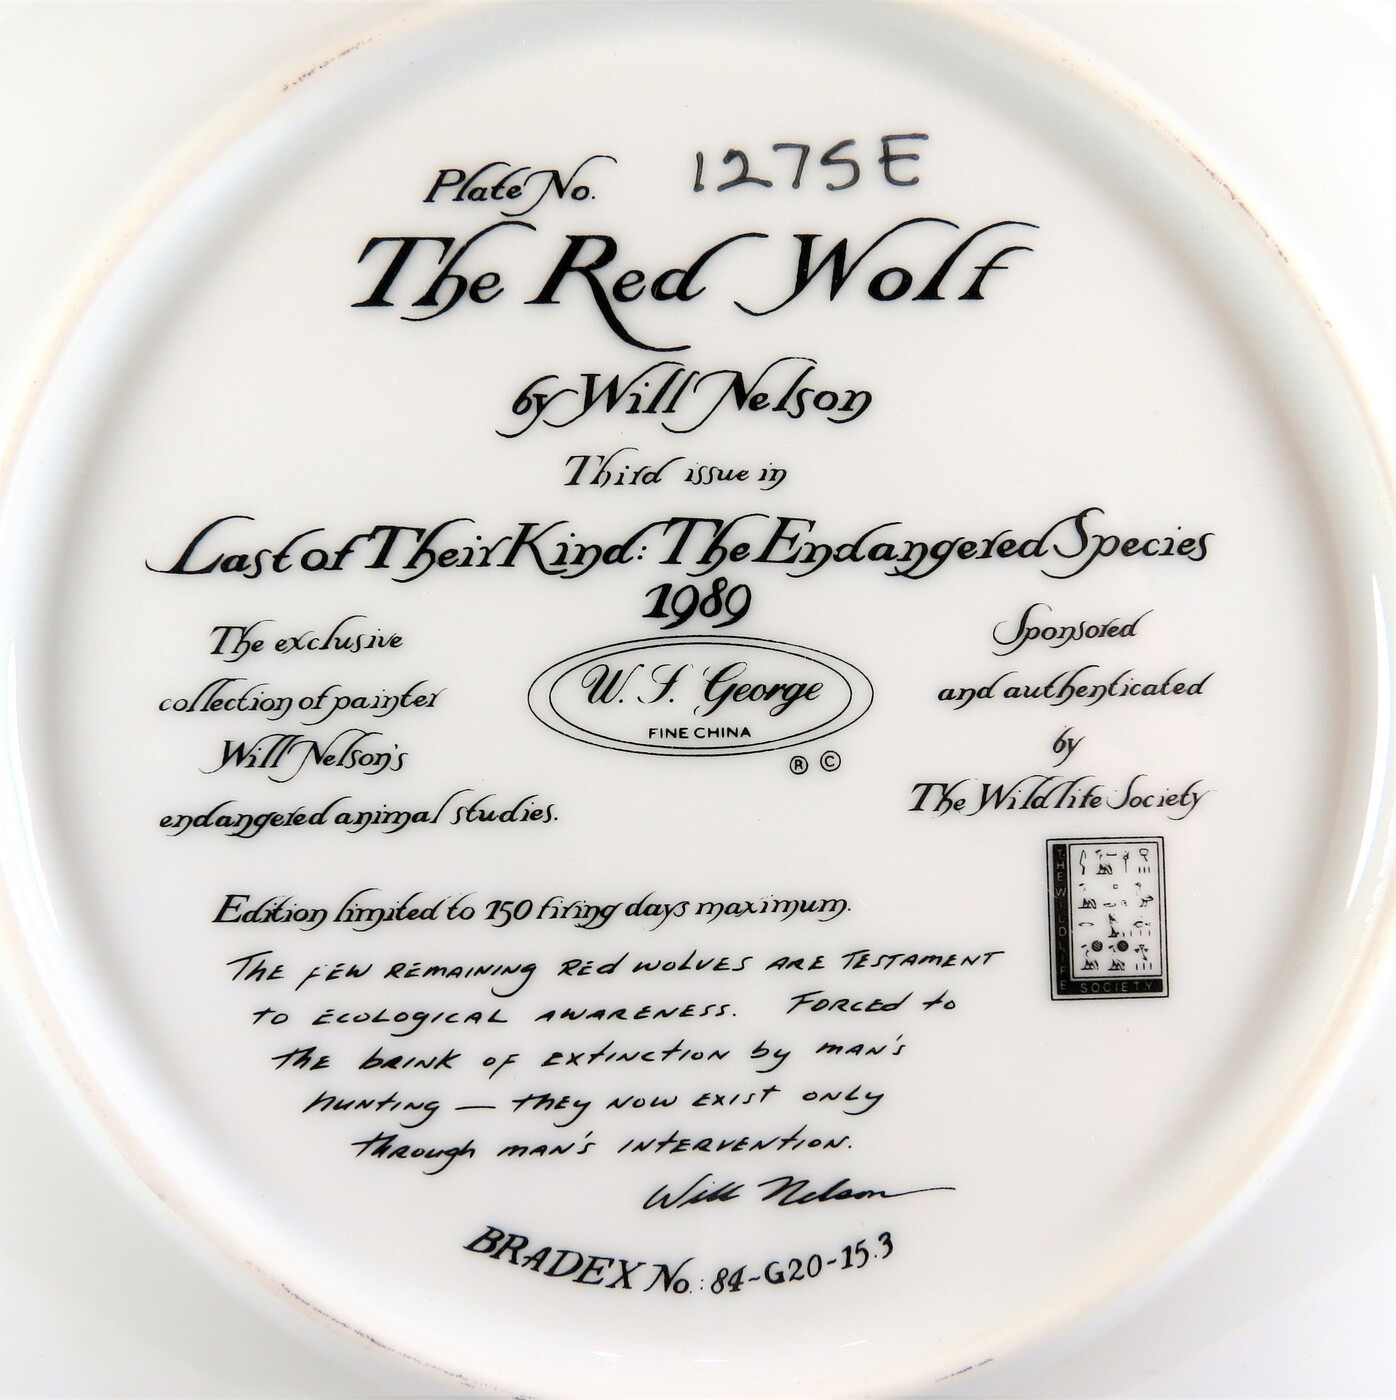 Plate No. 1275E
The Red Wolf
by Will Nelson
Third issue in
Last of Their Kind: The Endangered Species
1989
The exclusive
collection of painter
Will Nelson's
endangered animal studies.
W. S. George
FINE CHINA
® ©
Sponsored
and authenticated
by
The Wildlife Society
THE WILDLIFE
SOCIETY
Edition limited to 150 firing days maximum.
THE FEW REMAINING RED WOLVES ARE TESTAMENT
TO ECOLOGICAL AWARENESS. FORCED TO
THE BRINK OF EXTINCTION BY MAN'S
HUNTING — THEY NOW EXIST ONLY
THROUGH MAN'S INTERVENTION.
Will Nelson
BRADEX No.: 84-G20-15.3